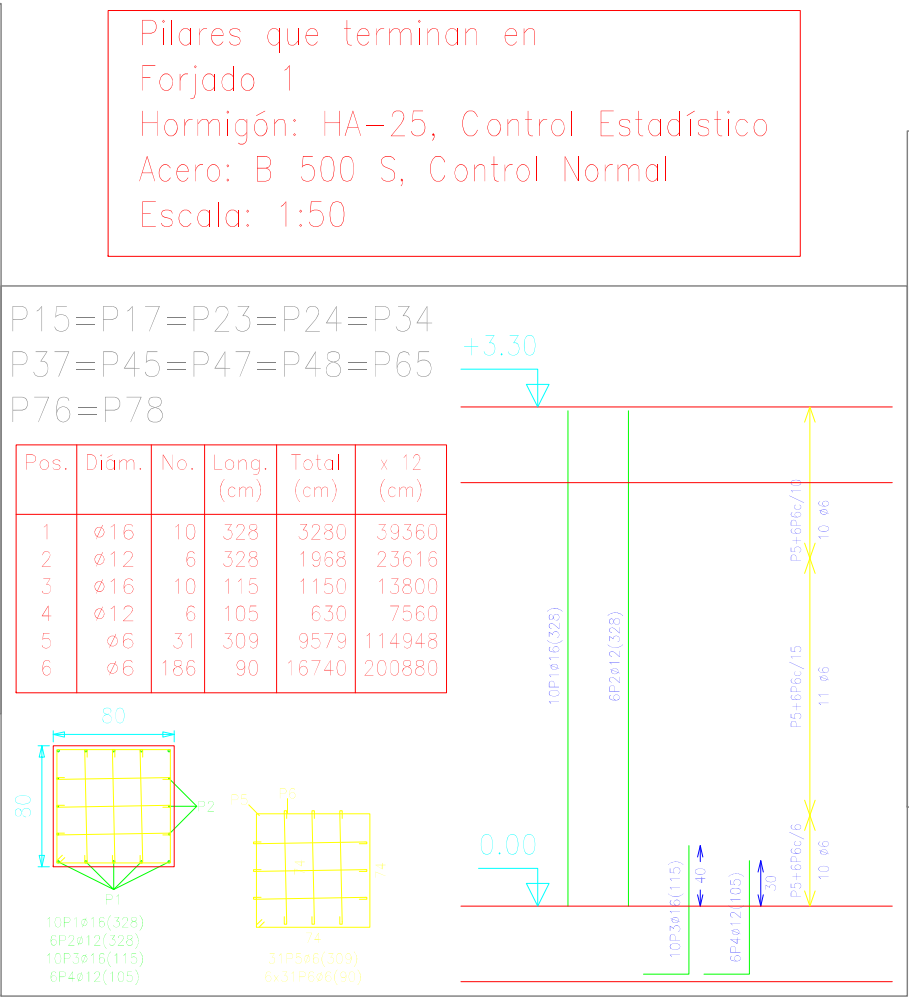 Pilares que terminan en
Forjado 1
Hormigón: HA-25, Control Estadístico
Acero: B 500 S, Control Normal
Escala: 1:50
P15=P17=P23=P24=P34
P37=P45=P47=P48=P65
P76=P78
Pos. Diám. No. Long. (cm) Total (cm) x 12 (cm)
1 ø16 10 328 3280 39360
2 ø12 6 328 1968 23616
3 ø16 10 115 1150 13800
4 ø12 6 105 630 7560
5 ø6 31 309 9579 114948
6 ø6 186 90 16740 200880
80
80
P2
P1
10P1ø16(328)
6P2ø12(328)
10P3ø16(115)
6P4ø12(105)
74
+3.30
0.00
10P1ø16(328)
6P2ø12(328)
10P3ø16(115)
40
6P4ø12(105)
30
P5+6P6c/10
10 ø6
P5+6P6c/15
11 ø6
P5+6P6c/6
10 ø6